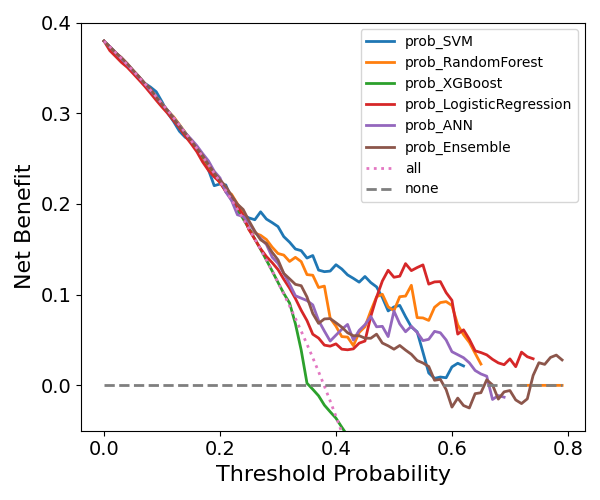 0.4
0.3
0.2
0.1
0.0
Net Benefit
prob_SVM
prob_RandomForest
prob_XGBoost
prob_LogisticRegression
prob_ANN
prob_Ensemble
all
none
0.0 0.2 0.4 0.6 0.8
Threshold Probability